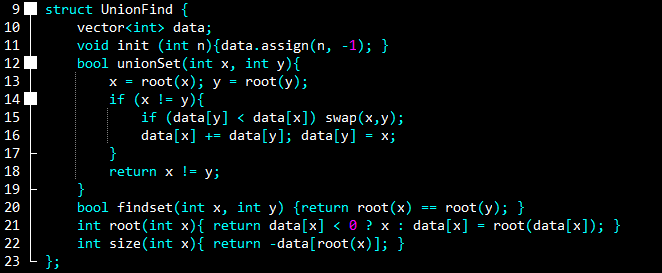 9 struct UnionFind {
10     vector<int> data;
11     void init (int n){data.assign(n, -1); }
12     bool unionSet(int x, int y){
13         x = root(x); y = root(y);
14         if (x != y){
15             if (data[y] < data[x]) swap(x,y);
16             data[x] += data[y]; data[y] = x;
17         }
18         return x != y;
19     }
20     bool findset(int x, int y) {return root(x) == root(y); }
21     int root(int x){ return data[x] < 0 ? x : data[x] = root(data[x]); }
22     int size(int x){ return -data[root(x)]; }
23 };